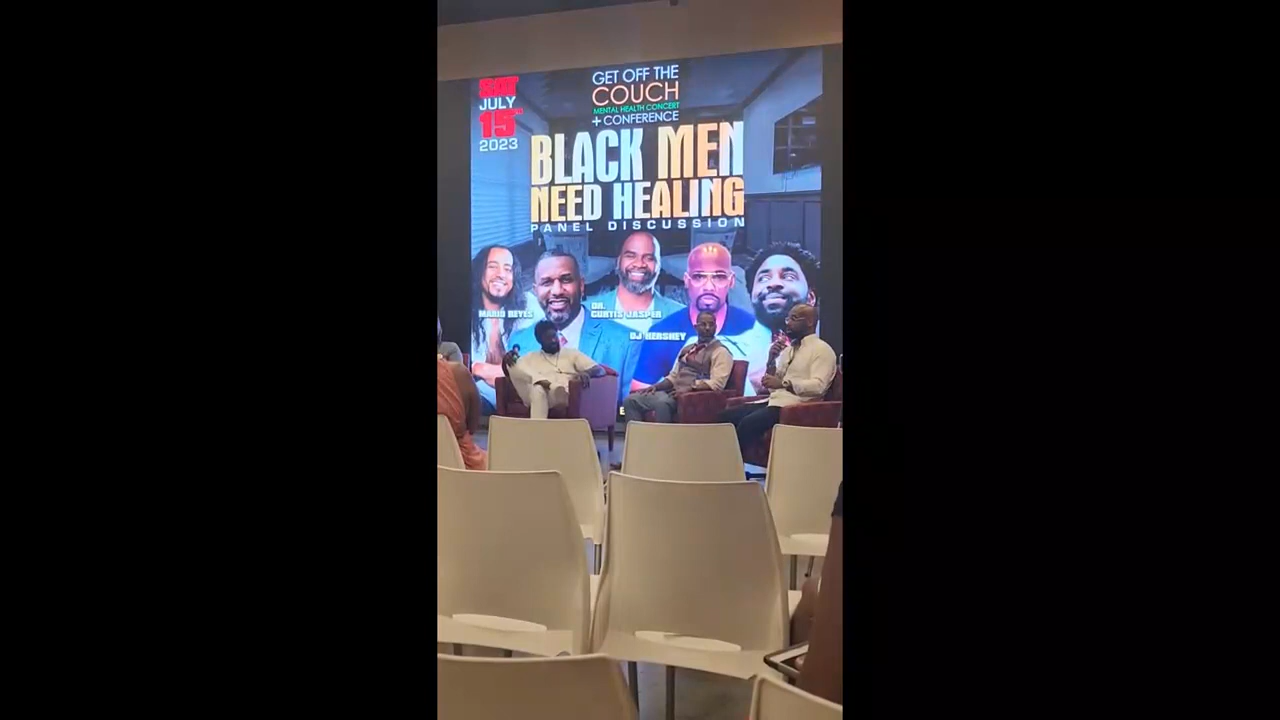 SAT
JULY
15TH
2023
GET OFF THE
COUCH
MENTAL HEALTH CONCERT
+ CONFERENCE
BLACK MEN
NEED HEALING
PANEL DISCUSSION
MARIO REYES
DR.
CURTIS JASPER
DJ HERSHEY